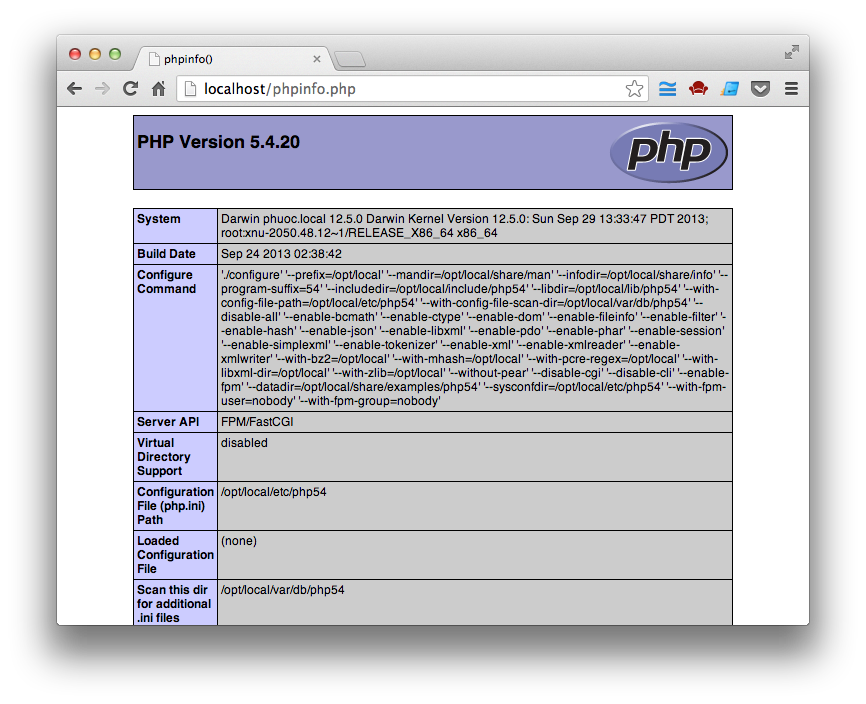 phpinfo()
localhost/phpinfo.php
PHP Version 5.4.20
php
System
Darwin phuoc.local 12.5.0 Darwin Kernel Version 12.5.0: Sun Sep 29 13:33:47 PDT 2013;
root:xnu-2050.48.12~1/RELEASE_X86_64 x86_64
Build Date
Sep 24 2013 02:38:42
Configure
Command
'./configure' '--prefix=/opt/local' '--mandir=/opt/local/share/man' '--infodir=/opt/local/share/info' '--
program-suffix=54' '--includedir=/opt/local/include/php54' '--libdir=/opt/local/lib/php54' '--with-
config-file-path=/opt/local/etc/php54' '--with-config-file-scan-dir=/opt/local/var/db/php54' '--
disable-all' '--enable-bcmath' '--enable-ctype' '--enable-dom' '--enable-fileinfo' '--enable-filter' '-
-enable-hash' '--enable-json' '--enable-libxml' '--enable-pdo' '--enable-phar' '--enable-session'
'--enable-simplexml' '--enable-tokenizer' '--enable-xml' '--enable-xmlreader' '--enable-
xmlwriter' '--with-bz2=/opt/local' '--with-mhash=/opt/local' '--with-pcre-regex=/opt/local' '--with-
libxml-dir=/opt/local' '--with-zlib=/opt/local' '--without-pear' '--disable-cgi' '--disable-cli' '--enable-
fpm' '--datadir=/opt/local/share/examples/php54' '--sysconfdir=/opt/local/etc/php54' '--with-fpm-
user=nobody' '--with-fpm-group=nobody'
Server API
FPM/FastCGI
Virtual
Directory
Support
disabled
Configuration
File (php.ini)
Path
/opt/local/etc/php54
Loaded
Configuration
File
(none)
Scan this dir
for additional
.ini files
/opt/local/var/db/php54